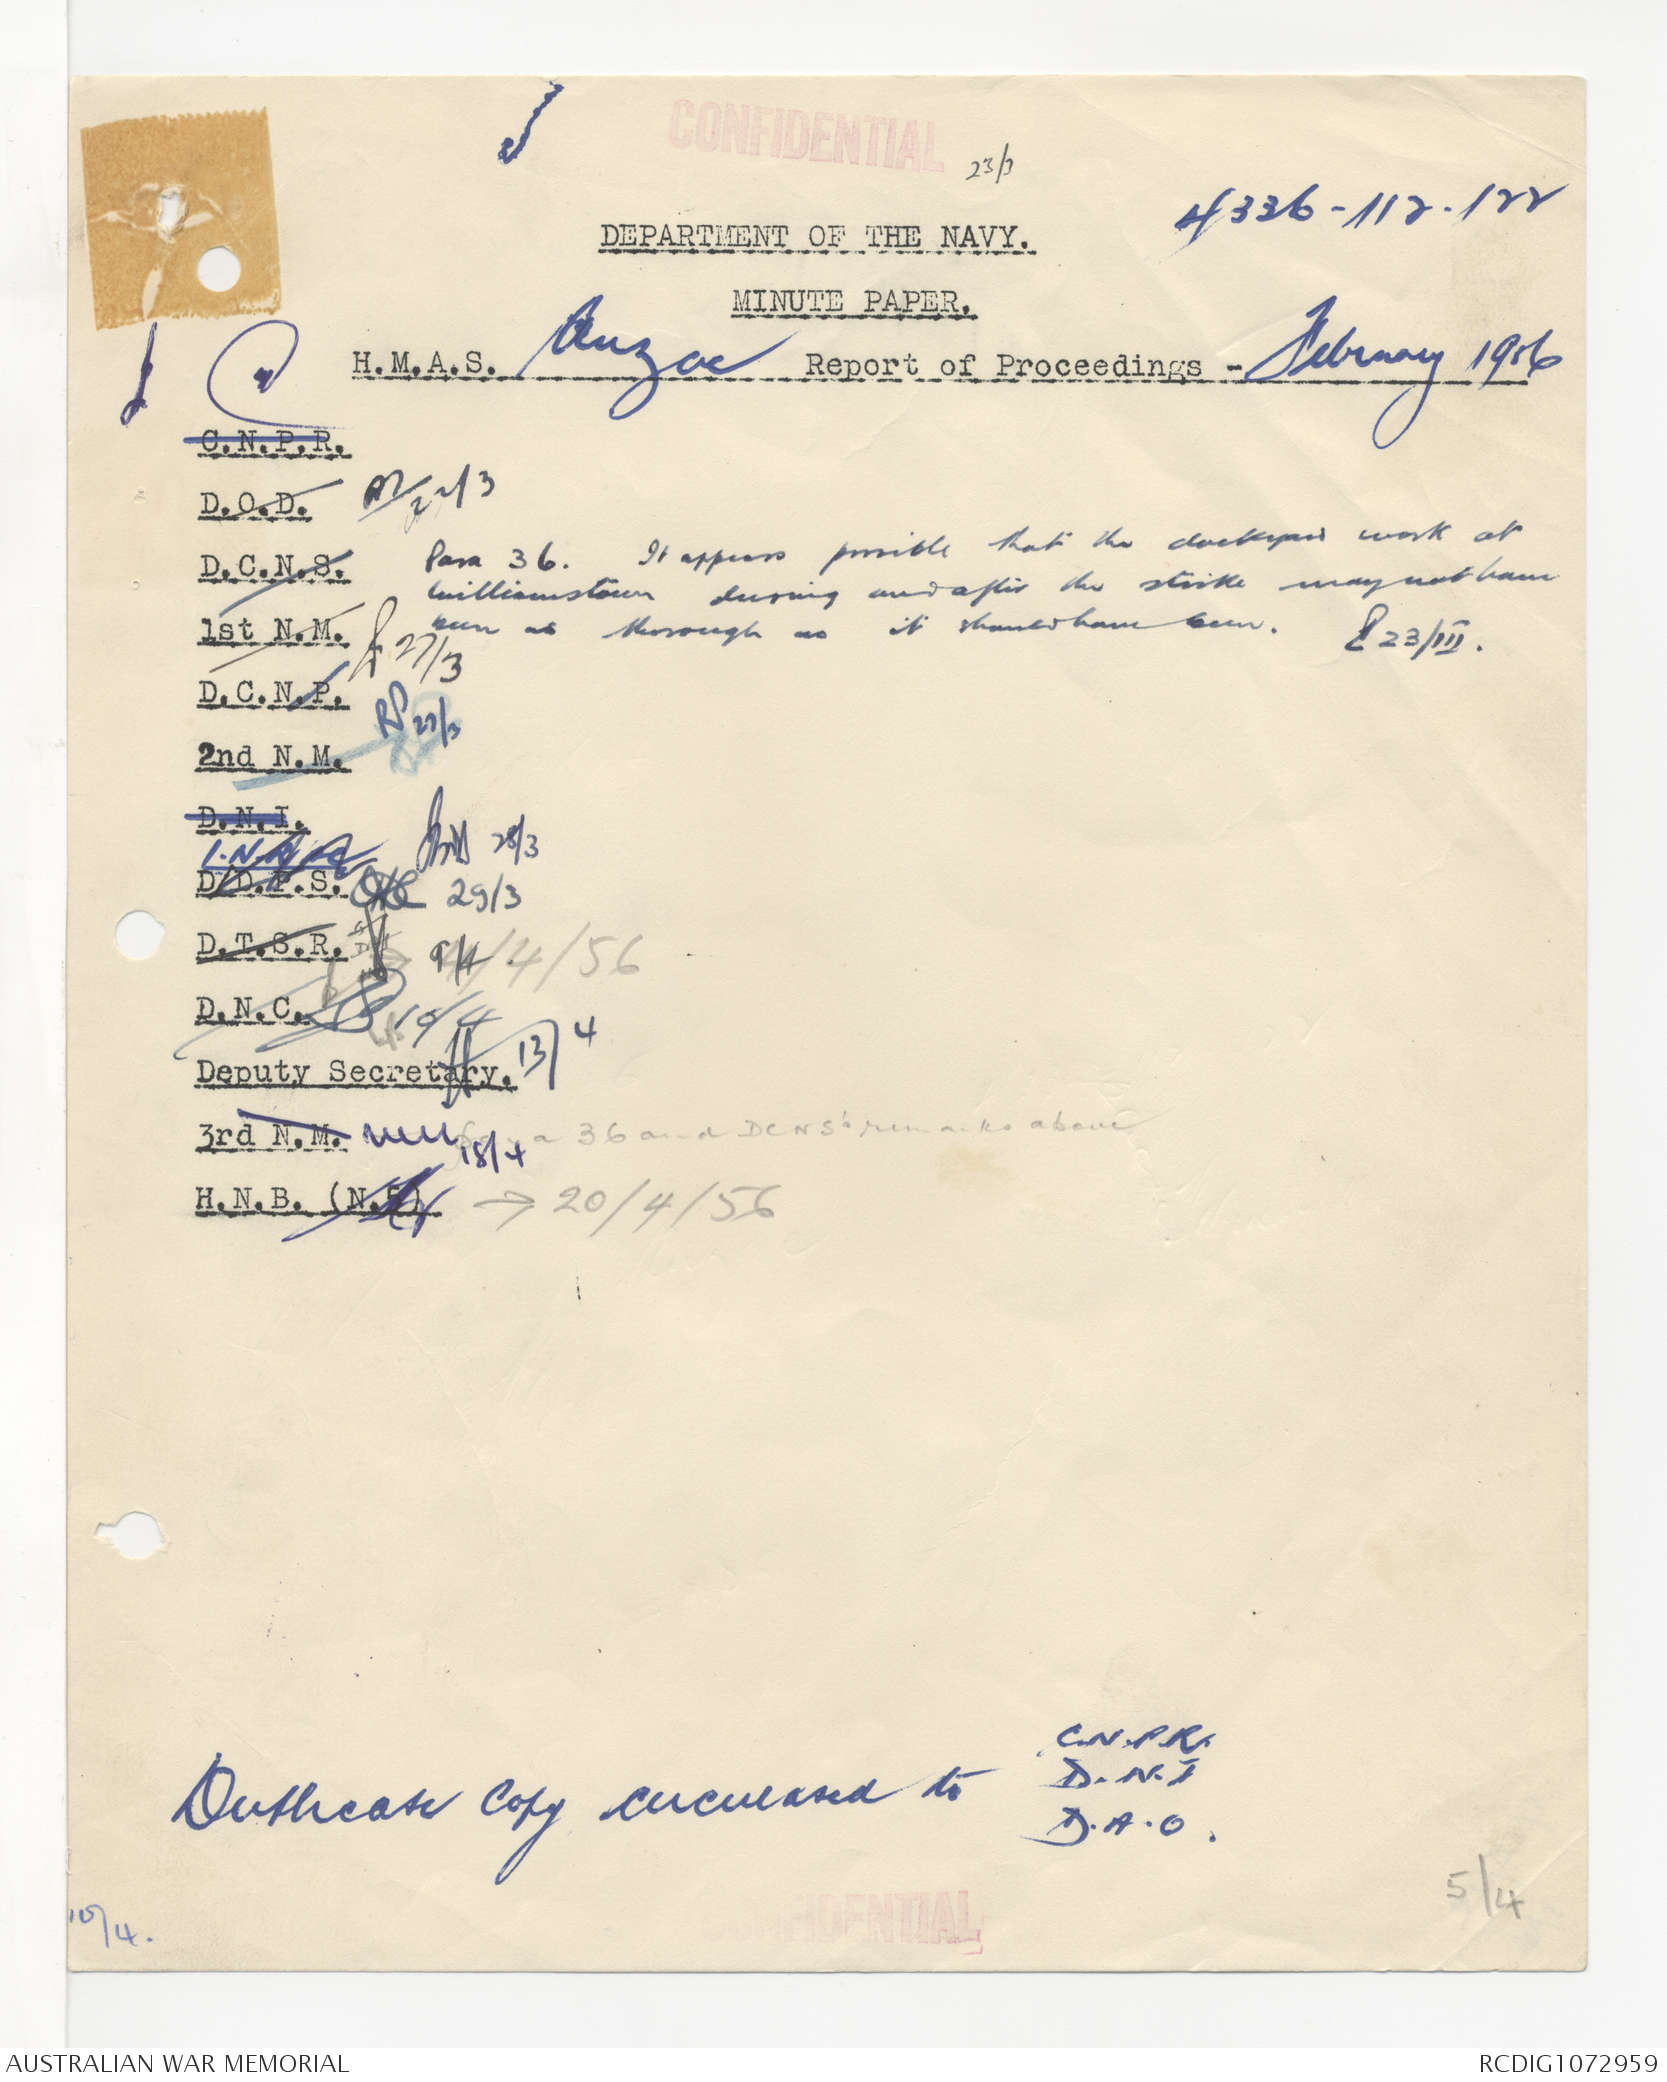 CONFIDENTIAL
23/3
4336-112-122
DEPARTMENT OF THE NAVY.
MINUTE PAPER.
H.M.A.S. Anzac Report of Proceedings - February 1956
C.N.P.R.
D.O.D. 22/3
D.C.N.S. Para 36. It appears possible that the dockyard work at
Williamstown during and after the strike may not have
been as thorough as it should have been. 23/III.
1st N.M. 27/3
D.C.N.P.
27/3
2nd N.M.
D.N.I.
28/3
D/D.P.S. 29/3
D.T.S.R. 9/4 4/4/56
D.N.C. 10/4
Deputy Secretary. 13/4
3rd N.M. Para 36 and DCNS's remarks above
18/4
H.N.B. (N.S) → 20/4/56
Duplicate Copy circulated to
C.N.P.R.
D.N.I
D.A.O.
5/4
10/4.
CONFIDENTIAL
AUSTRALIAN WAR MEMORIAL
RCDIG1072959